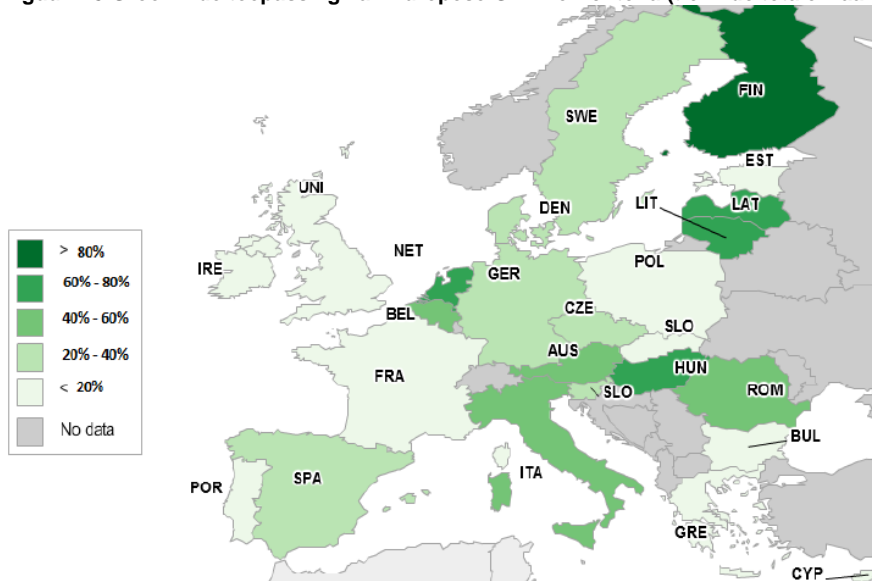 FIN
SWE
EST
UNI
LIT
LAT
DEN
> 80%
NET
60% - 80%
IRE
GER
POL
40% - 60%
BEL
CZE
SLO
20% - 40%
AUS
FRA
HUN
< 20%
SLO
ROM
No data
BUL
ITA
SPA
POR
GRE
CYP